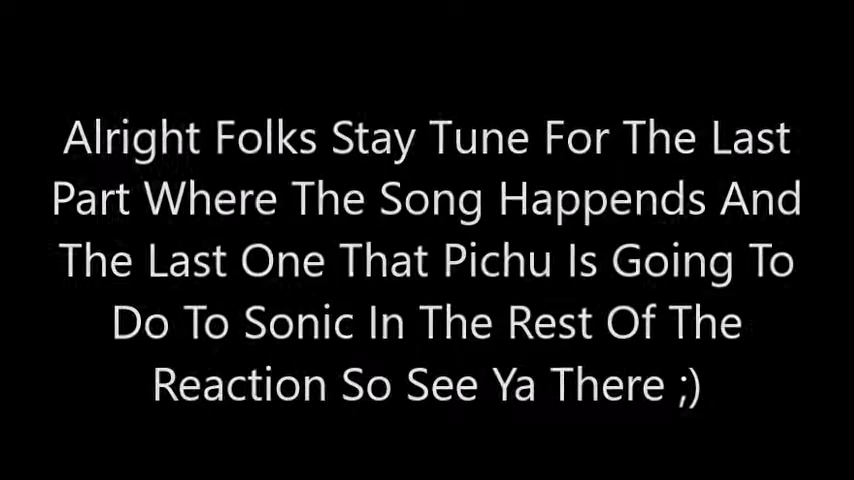 Alright Folks Stay Tune For The Last
Part Where The Song Happends And
The Last One That Pichu Is Going To
Do To Sonic In The Rest Of The
Reaction So See Ya There ;)